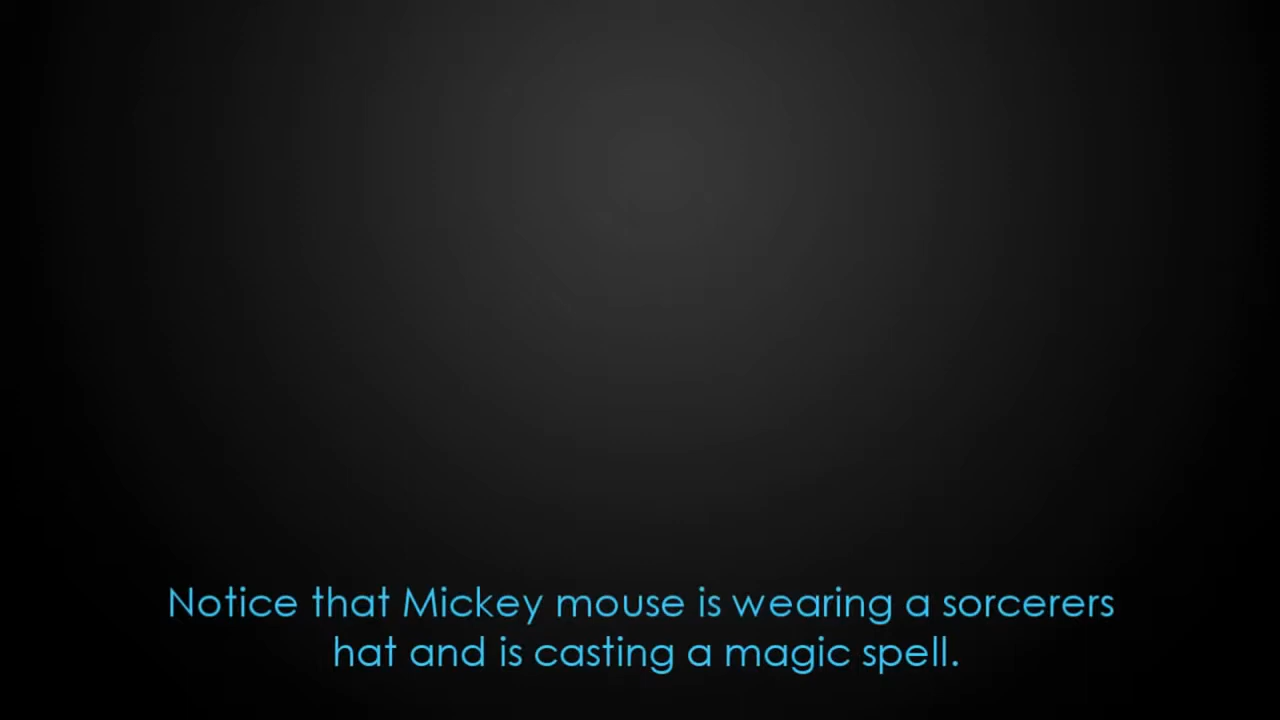 Notice that Mickey mouse is wearing a sorcerers
hat and is casting a magic spell.